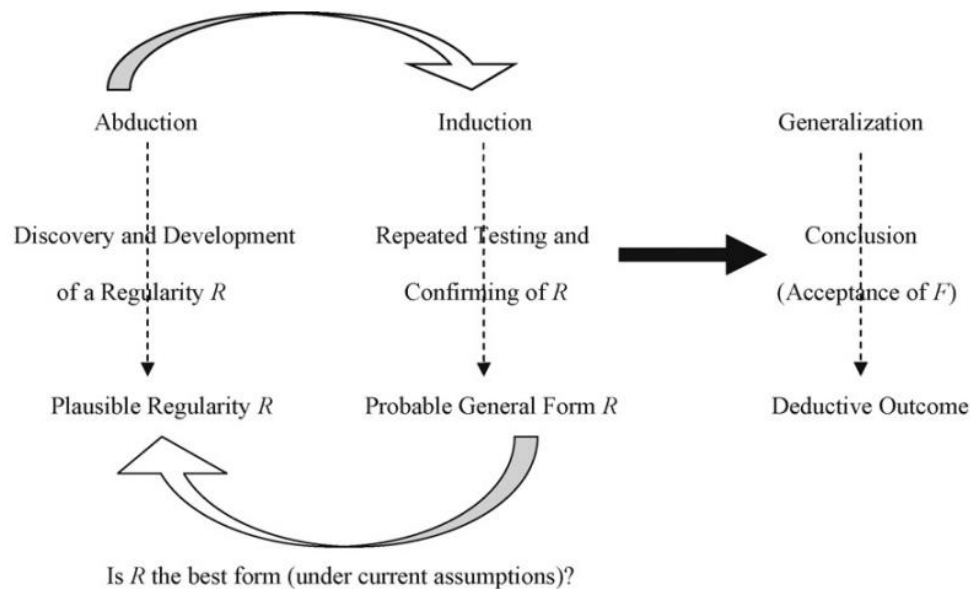 Abduction
Induction
Generalization
Discovery and Development
of a Regularity R
Repeated Testing and
Confirming of R
Conclusion
(Acceptance of F)
Plausible Regularity R
Probable General Form R
Deductive Outcome
Is R the best form (under current assumptions)?